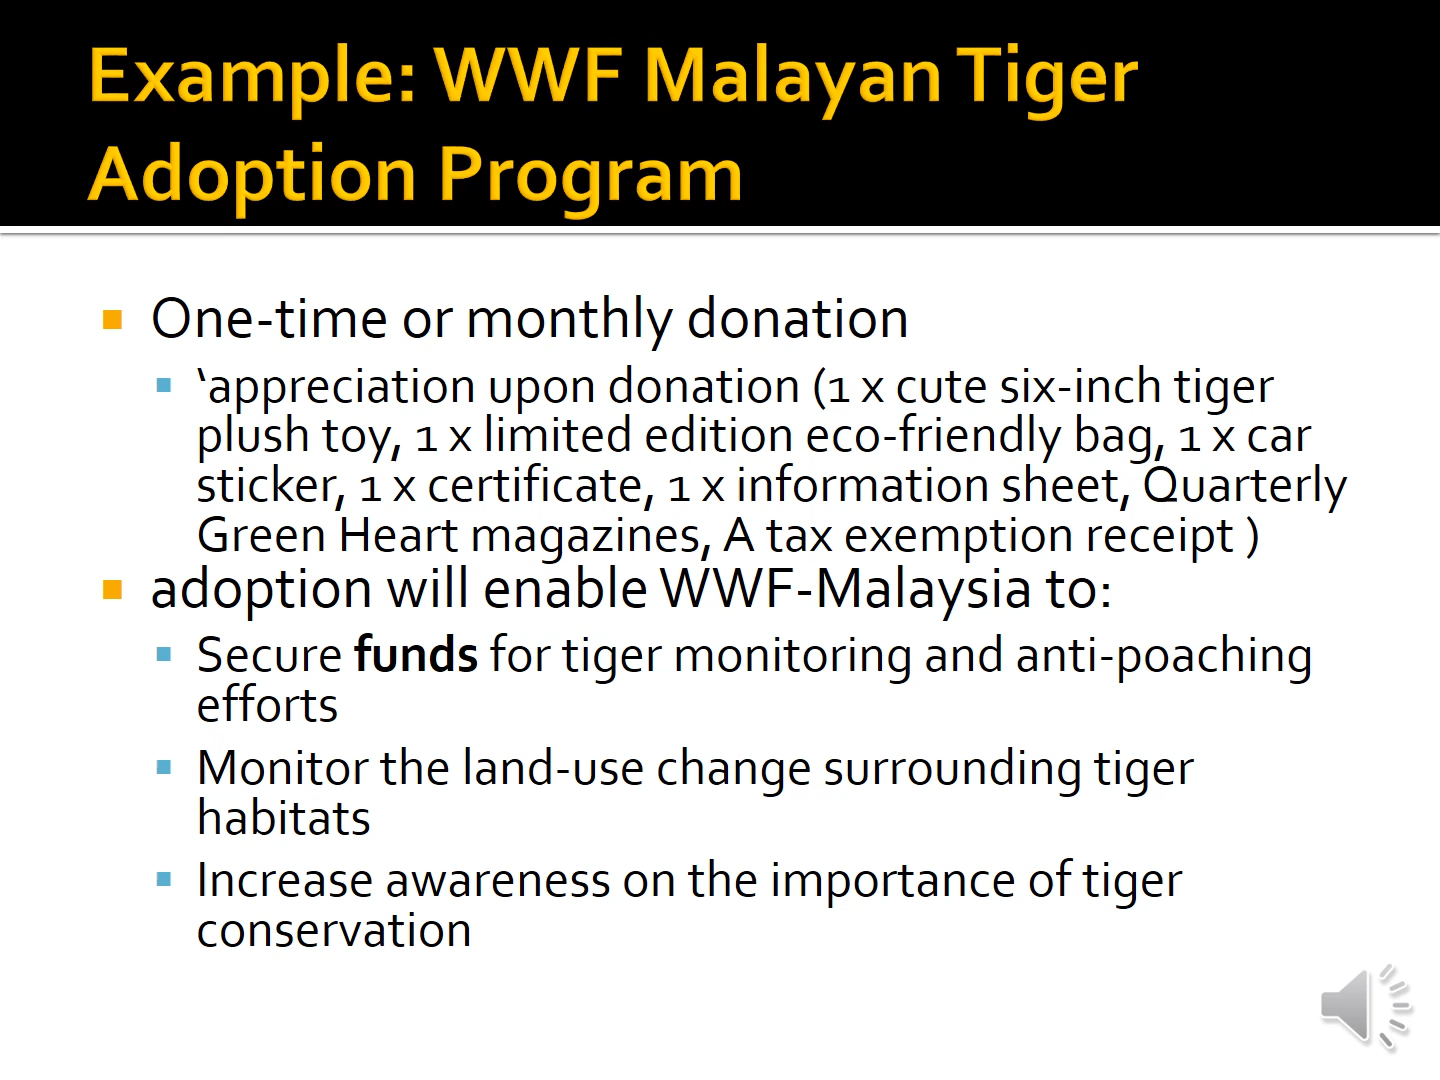 Example: WWF Malayan Tiger
Adoption Program
One-time or monthly donation
‘appreciation upon donation (1 x cute six-inch tiger
plush toy, 1 x limited edition eco-friendly bag, 1 x car
sticker, 1 x certificate, 1 x information sheet, Quarterly
Green Heart magazines, A tax exemption receipt )
adoption will enable WWF-Malaysia to:
Secure funds for tiger monitoring and anti-poaching
efforts
Monitor the land-use change surrounding tiger
habitats
Increase awareness on the importance of tiger
conservation